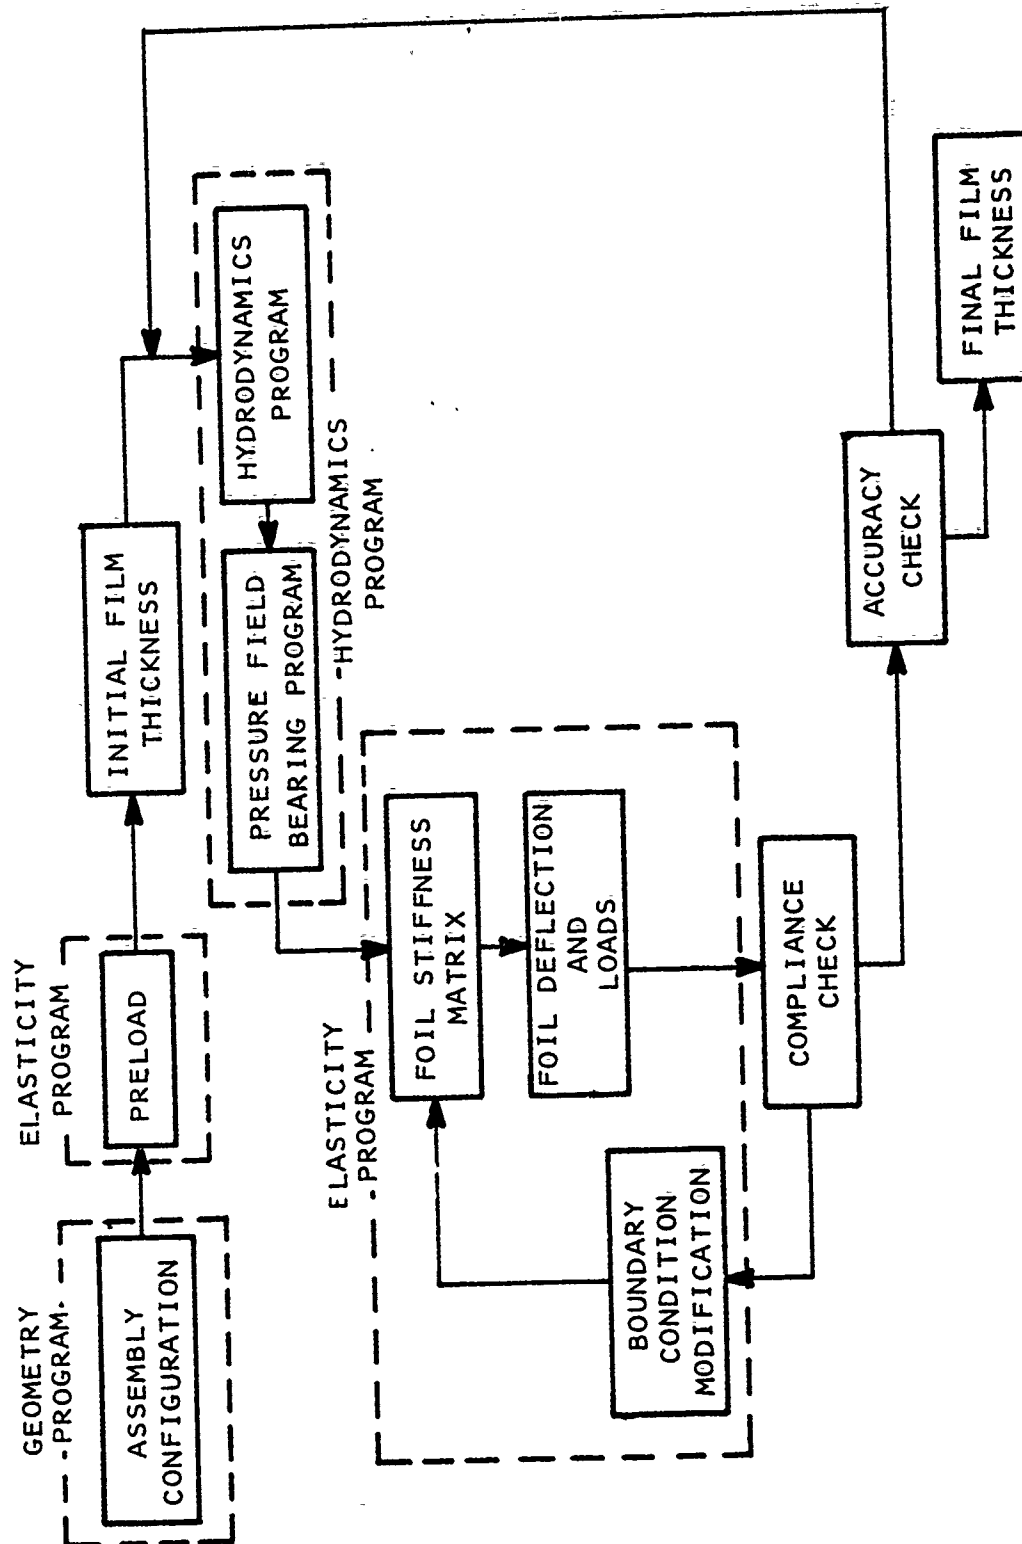 GEOMETRY
PROGRAM
ASSEMBLY
CONFIGURATION
ELASTICITY
PROGRAM
PRELOAD
INITIAL FILM
THICKNESS
HYDRODYNAMICS
PROGRAM
PRESSURE FIELD
BEARING PROGRAM
HYDRODYNAMICS
PROGRAM
ELASTICITY
PROGRAM
FOIL STIFFNESS
MATRIX
FOIL DEFLECTION
AND
LOADS
BOUNDARY
CONDITION
MODIFICATION
COMPLIANCE
CHECK
ACCURACY
CHECK
FINAL FILM
THICKNESS